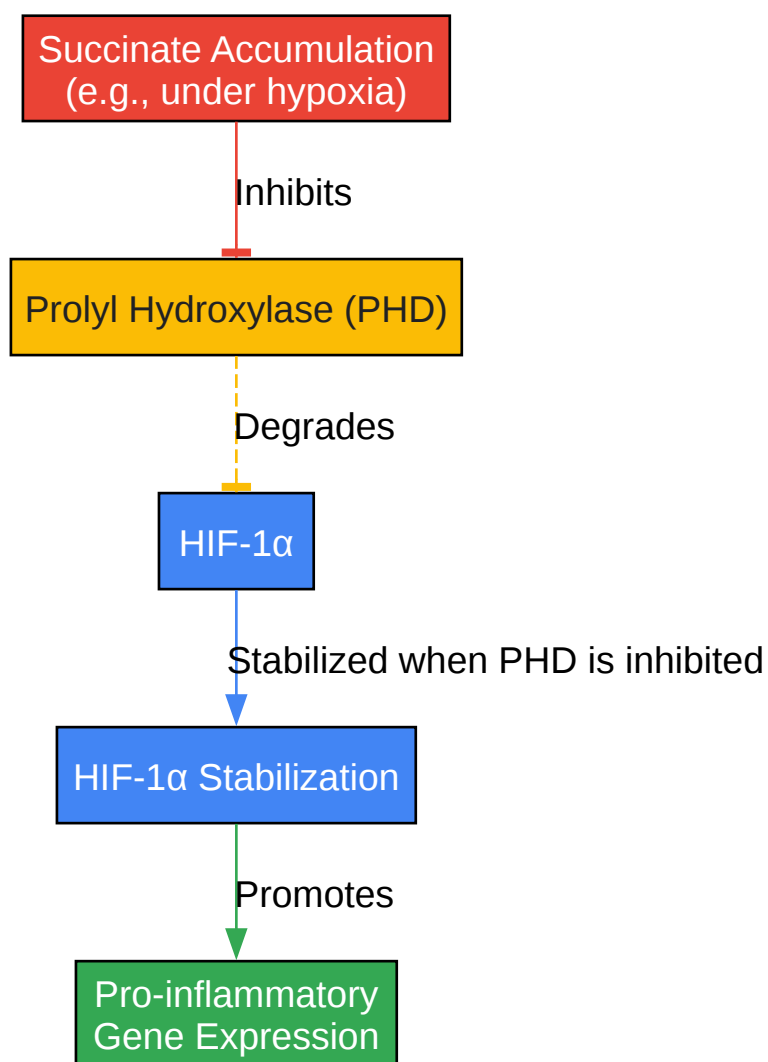 Succinate Accumulation
(e.g., under hypoxia)
Inhibits
Prolyl Hydroxylase (PHD)
Degrades
HIF-1α
Stabilized when PHD is inhibited
HIF-1α Stabilization
Promotes
Pro-inflammatory
Gene Expression